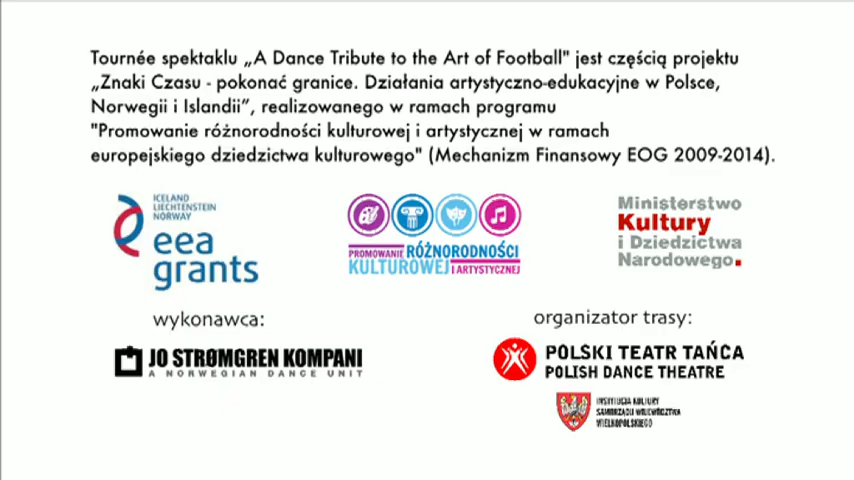 Tournée spektaklu „A Dance Tribute to the Art of Football" jest częścią projektu
„Znaki Czasu - pokonać granice. Działania artystyczno-edukacyjne w Polsce,
Norwegii i Islandii”, realizowanego w ramach programu
"Promowanie różnorodności kulturowej i artystycznej w ramach
europejskiego dziedzictwa kulturowego" (Mechanizm Finansowy EOG 2009-2014).
ICELAND
LIECHTENSTEIN
NORWAY
eea
grants
PROMOWANIE RÓŻNORODNOŚCI
KULTUROWEJ I ARTYSTYCZNEJ
Ministerstwo
Kultury
i Dziedzictwa
Narodowego.
wykonawca:
JO STRØMGREN KOMPANI
A NORWEGIAN DANCE UNIT
organizator trasy:
POLSKI TEATR TAŃCA
POLISH DANCE THEATRE
INSTYTUCJA KULTURY
SAMORZĄDU WOJEWÓDZTWA
WIELKOPOLSKIEGO